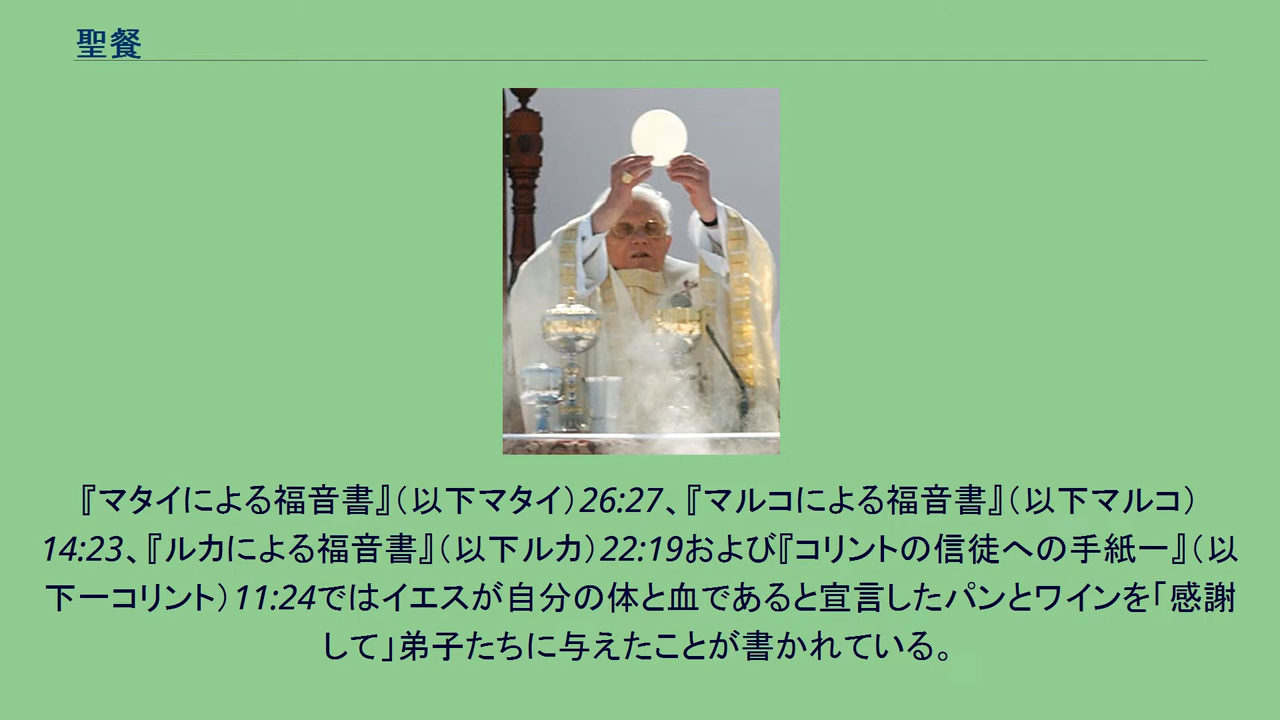 聖餐
『マタイによる福音書』（以下マタイ）26:27、『マルコによる福音書』（以下マルコ）
14:23、『ルカによる福音書』（以下ルカ）22:19および『コリントの信徒への手紙一』（以
下一コリント）11:24ではイエスが自分の体と血であると宣言したパンとワインを「感謝
して」弟子たちに与えたことが書かれている。